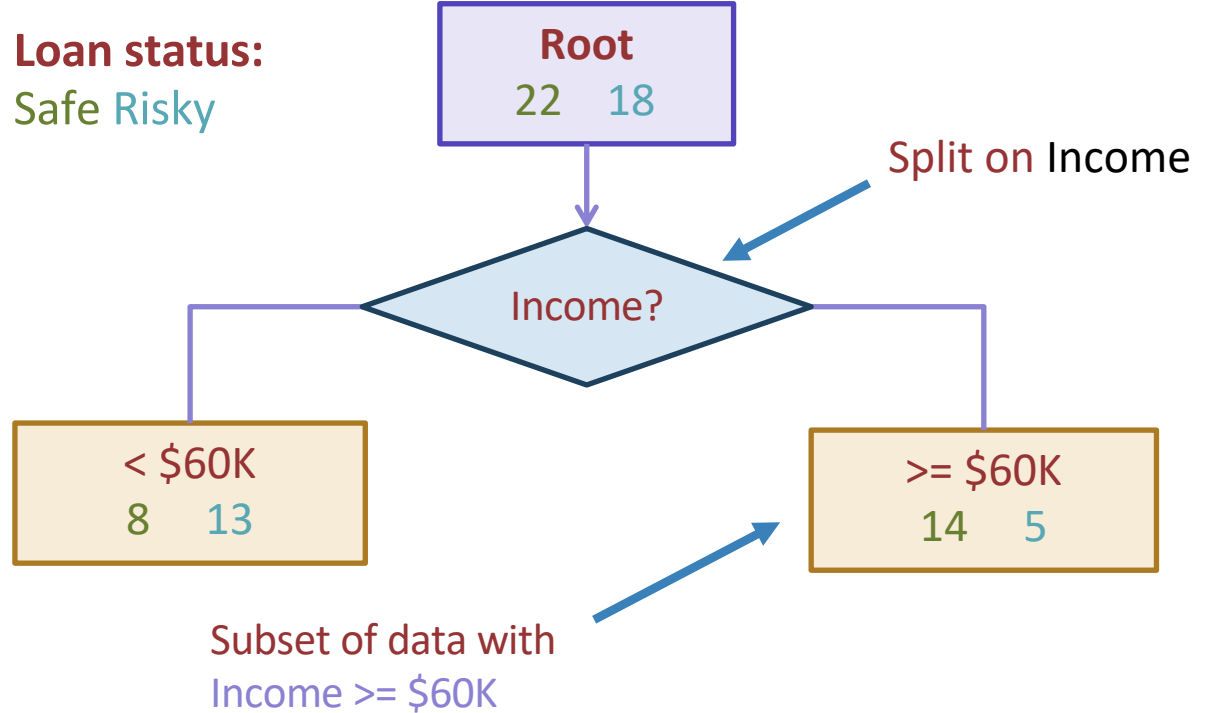 Loan status:
Safe Risky
Root
22 18
Split on Income
Income?
< $60K
8 13
>= $60K
14 5
Subset of data with
Income >= $60K